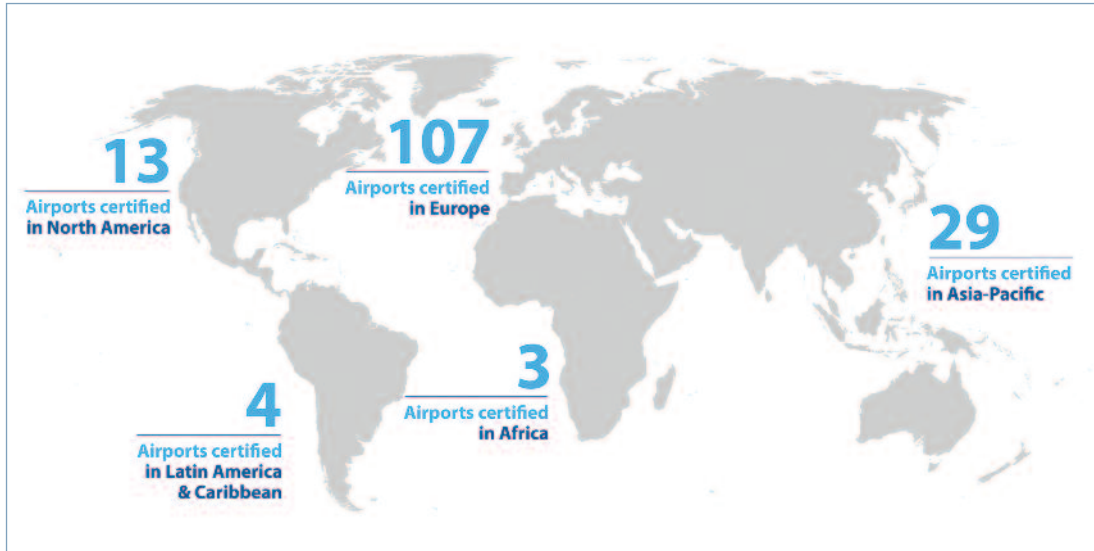 13
Airports certified
in North America
107
Airports certified
in Europe
29
Airports certified
in Asia-Pacific
4
Airports certified
in Latin America
& Caribbean
3
Airports certified
in Africa